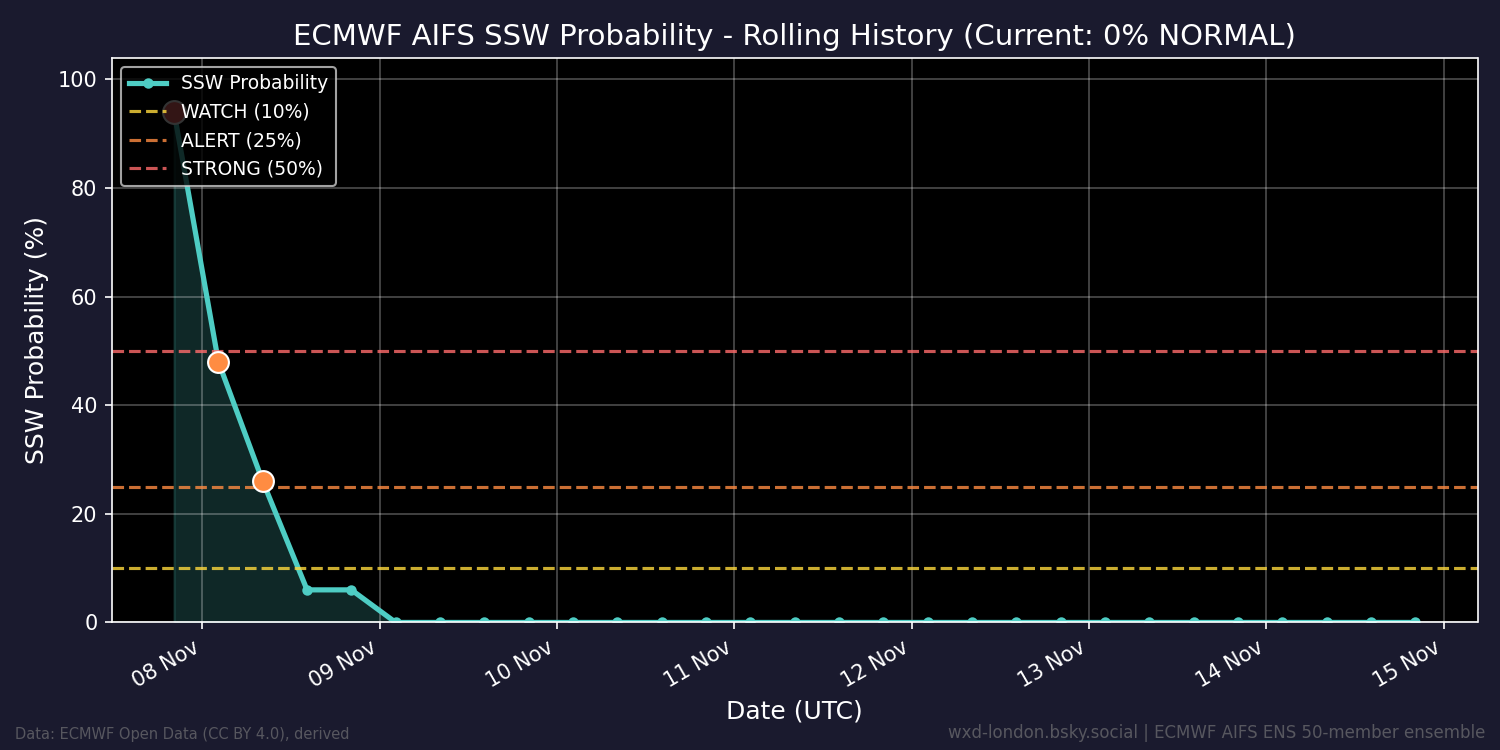 ECMWF AIFS SSW Probability - Rolling History (Current: 0% NORMAL)
SSW Probability
WATCH (10%)
ALERT (25%)
STRONG (50%)
100
80
60
40
20
0
SSW Probability (%)
08 Nov
09 Nov
10 Nov
11 Nov
12 Nov
13 Nov
14 Nov
15 Nov
Date (UTC)
Data: ECMWF Open Data (CC BY 4.0), derived
wxd-london.bsky.social | ECMWF AIFS ENS 50-member ensemble